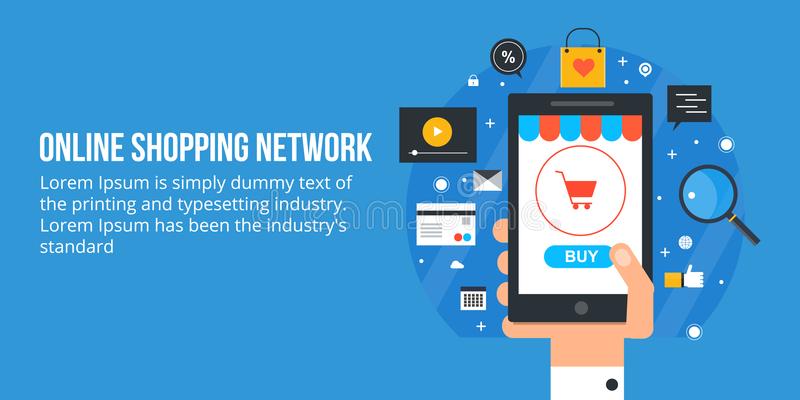 ONLINE SHOPPING NETWORK
Lorem Ipsum is simply dummy text of
the printing and typesetting industry.
Lorem Ipsum has been the industry's
standard
%
BUY
dreamstime